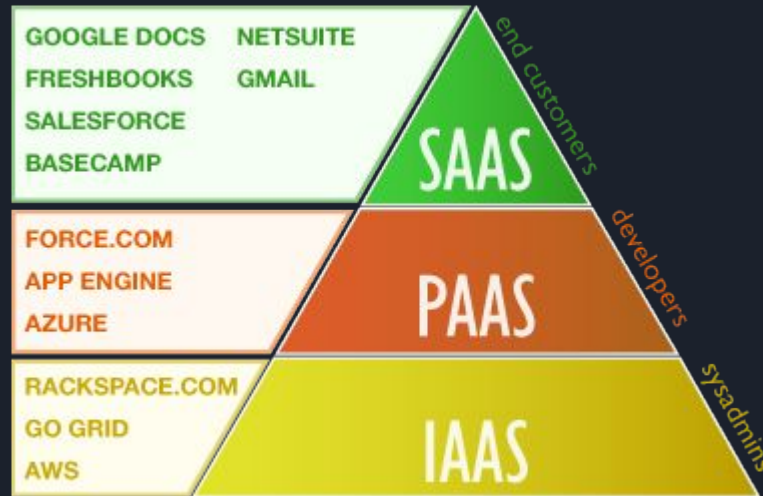 GOOGLE DOCS NETSUITE
FRESHBOOKS GMAIL
SALESFORCE
BASECAMP
SAAS
end customers
FORCE.COM
APP ENGINE
AZURE
PAAS
developers
RACKSPACE.COM
GO GRID
AWS
IAAS
sysadmins